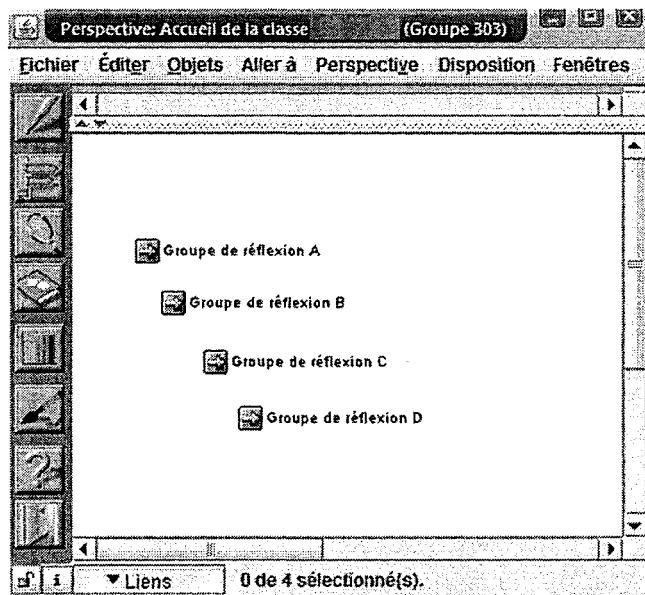 Perspective: Accueil de la classe (Groupe 303)
Fichier Éditer Objets Aller à Perspective Disposition Fenêtres
Groupe de réflexion A
Groupe de réflexion B
Groupe de réflexion C
Groupe de réflexion D
Liens 0 de 4 sélectionné(s).